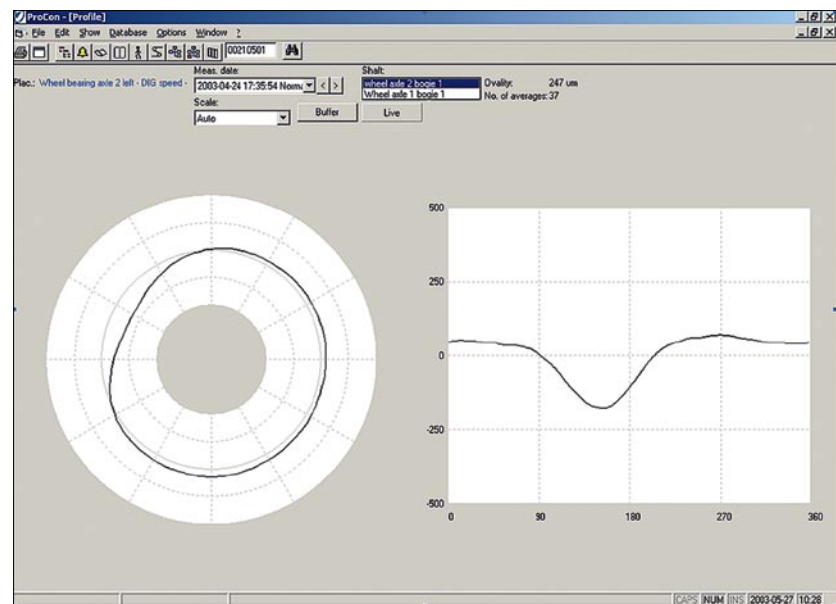 ProCon - [Profile]
File Edit Show Database Options Window ?
00210501
Plac.: Wheel bearing axle 2 left - DIG speed -
Meas. date:
2003-04-24 17:35:54 Norma
< >
Scale:
Auto
Buffer
Shaft:
wheel axle 2 bogie 1
Wheel axle 1 bogie 1
Live
Ovality: 247 um
No. of averages: 37
500
250
0
-250
-500
0 90 180 270 360
CAPS NUM INS 2003-05-27 10:28